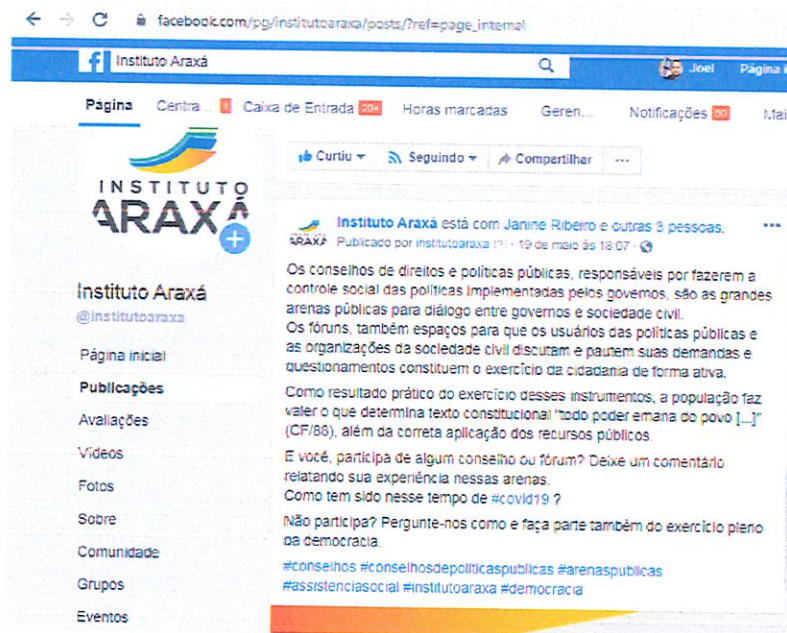 facebook.com/pg/institutoaraxa/posts/?ref=page_internal
Instituto Araxá
Joel Página i
Página Centra... Caixa de Entrada 20+ Horas marcadas Geren... Notificações 50 Mai
Curtiu Seguindo Compartilhar ...
INSTITUTO
ARAXÁ
Instituto Araxá
@institutoaraxa
Página inicial
Publicações
Avaliações
Vídeos
Fotos
Sobre
Comunidade
Grupos
Eventos
ARAXÁ
Instituto Araxá está com Janine Ribeiro e outras 3 pessoas.
Publicado por institutoaraxa [?] · 19 de maio às 18:07 ·
Os conselhos de direitos e políticas públicas, responsáveis por fazerem a
controle social das políticas implementadas pelos governos, são as grandes
arenas públicas para diálogo entre governos e sociedade civil.
Os fóruns, também espaços para que os usuários das políticas públicas e
as organizações da sociedade civil discutam e pautem suas demandas e
questionamentos constituem o exercício da cidadania de forma ativa.
Como resultado prático do exercício desses instrumentos, a população faz
valer o que determina texto constitucional "todo poder emana do povo [...]"
(CF/88), além da correta aplicação dos recursos públicos.
E você, participa de algum conselho ou fórum? Deixe um comentário
relatando sua experiência nessas arenas.
Como tem sido nesse tempo de #covid19 ?
Não participa? Pergunte-nos como e faça parte também do exercício pleno
da democracia.
#conselhos #conselhosdepoliticaspublicas #arenaspublicas
#assistenciasocial #institutoaraxa #democracia